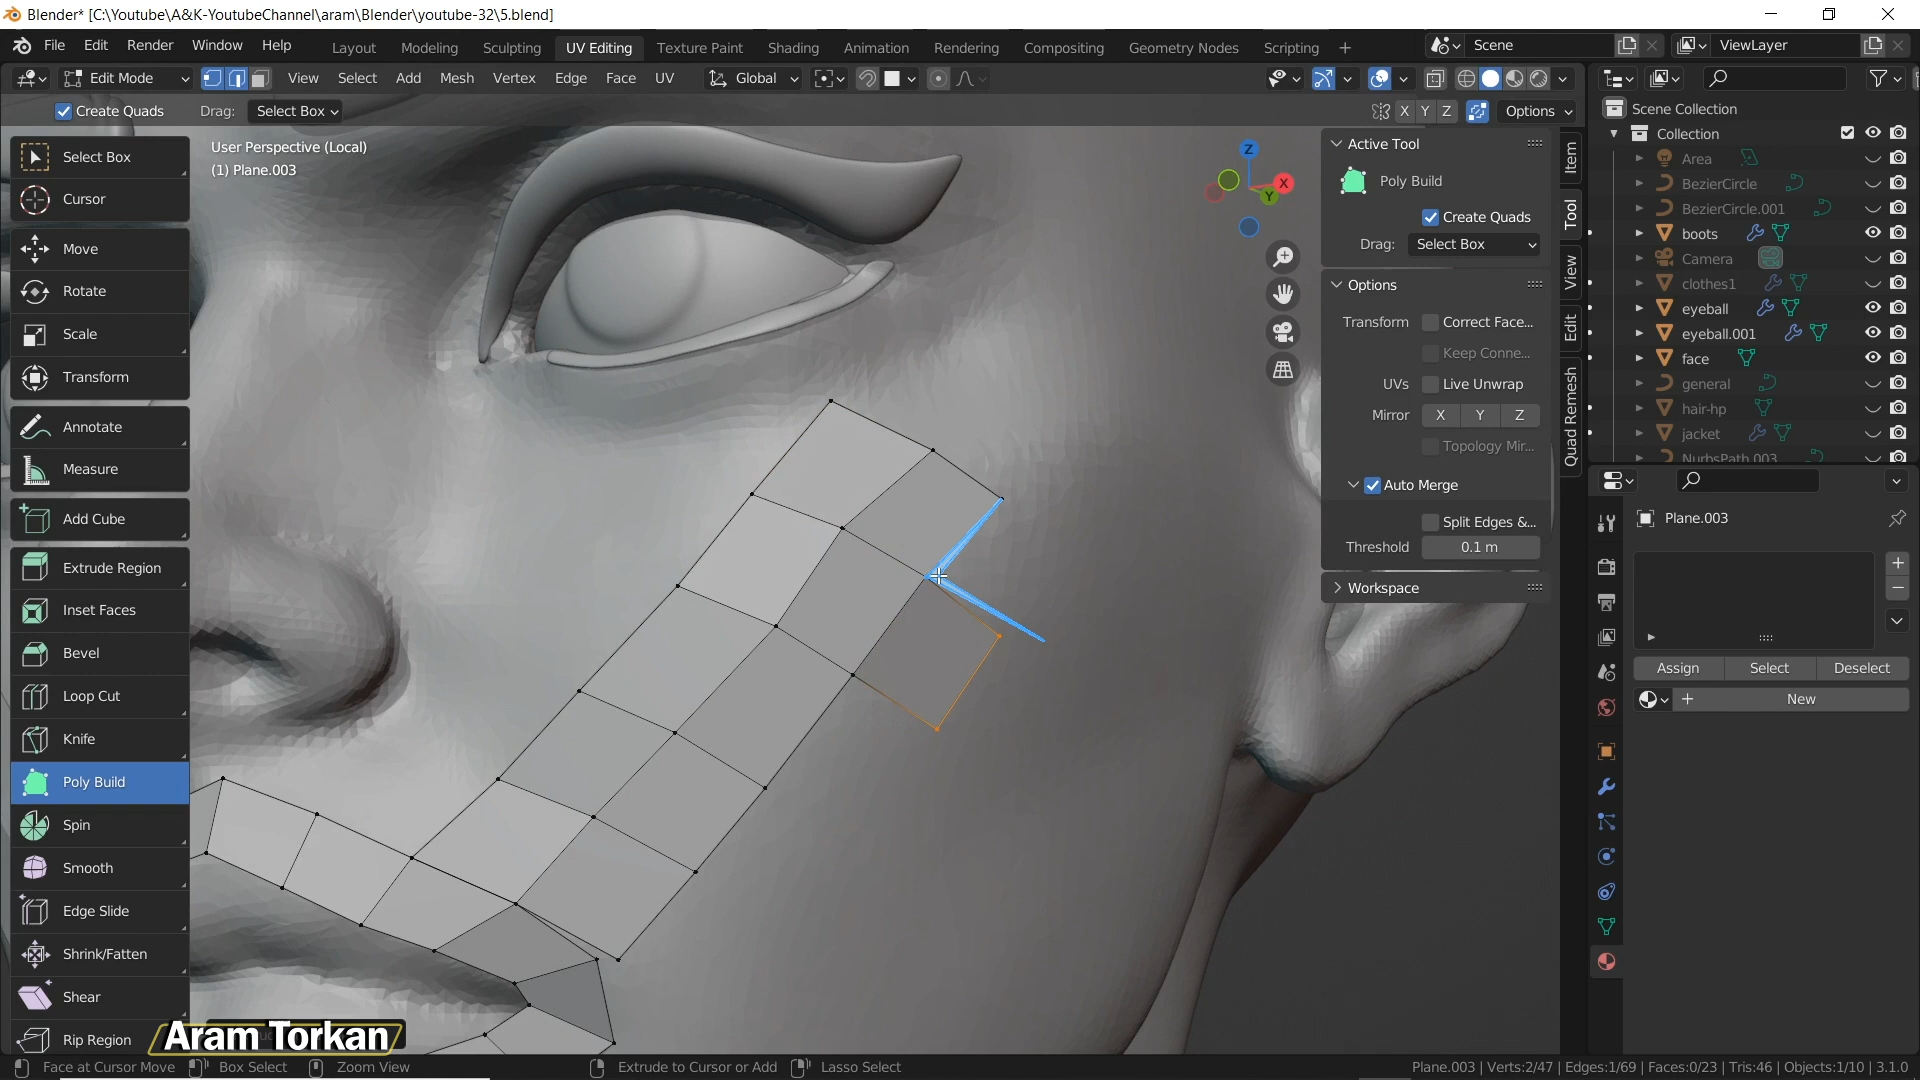 Blender* [C:\Youtube\A&K-YoutubeChannel\aram\Blender\youtube-32\5.blend]
File Edit Render Window Help Layout Modeling Sculpting UV Editing Texture Paint Shading Animation Rendering Compositing Geometry Nodes Scripting + Scene ViewLayer
Edit Mode View Select Add Mesh Vertex Edge Face UV Global
Create Quads Drag: Select Box X Y Z Options
User Perspective (Local)
(1) Plane.003
Select Box
Cursor
Move
Rotate
Scale
Transform
Annotate
Measure
Add Cube
Extrude Region
Inset Faces
Bevel
Loop Cut
Knife
Poly Build
Spin
Smooth
Edge Slide
Shrink/Fatten
Shear
Rip Region
Aram Torkan
Z
X
Y
Active Tool
Poly Build
Create Quads
Drag: Select Box
Options
Transform Correct Face...
Keep Conne...
UVs Live Unwrap
Mirror X Y Z
Topology Mir...
Auto Merge
Split Edges &...
Threshold 0.1 m
Workspace
Item
Tool
View
Edit
Quad Remesh
Scene Collection
Collection
Area
BezierCircle
BezierCircle.001
boots
Camera
clothes1
eyeball
eyeball.001
face
general
hair-hp
jacket
NurbsPath.003
Plane.003
Assign Select Deselect
New
Face at Cursor Move Box Select Zoom View Extrude to Cursor or Add Lasso Select Plane.003 | Verts:2/47 | Edges:1/69 | Faces:0/23 | Tris:46 | Objects:1/10 | 3.1.0